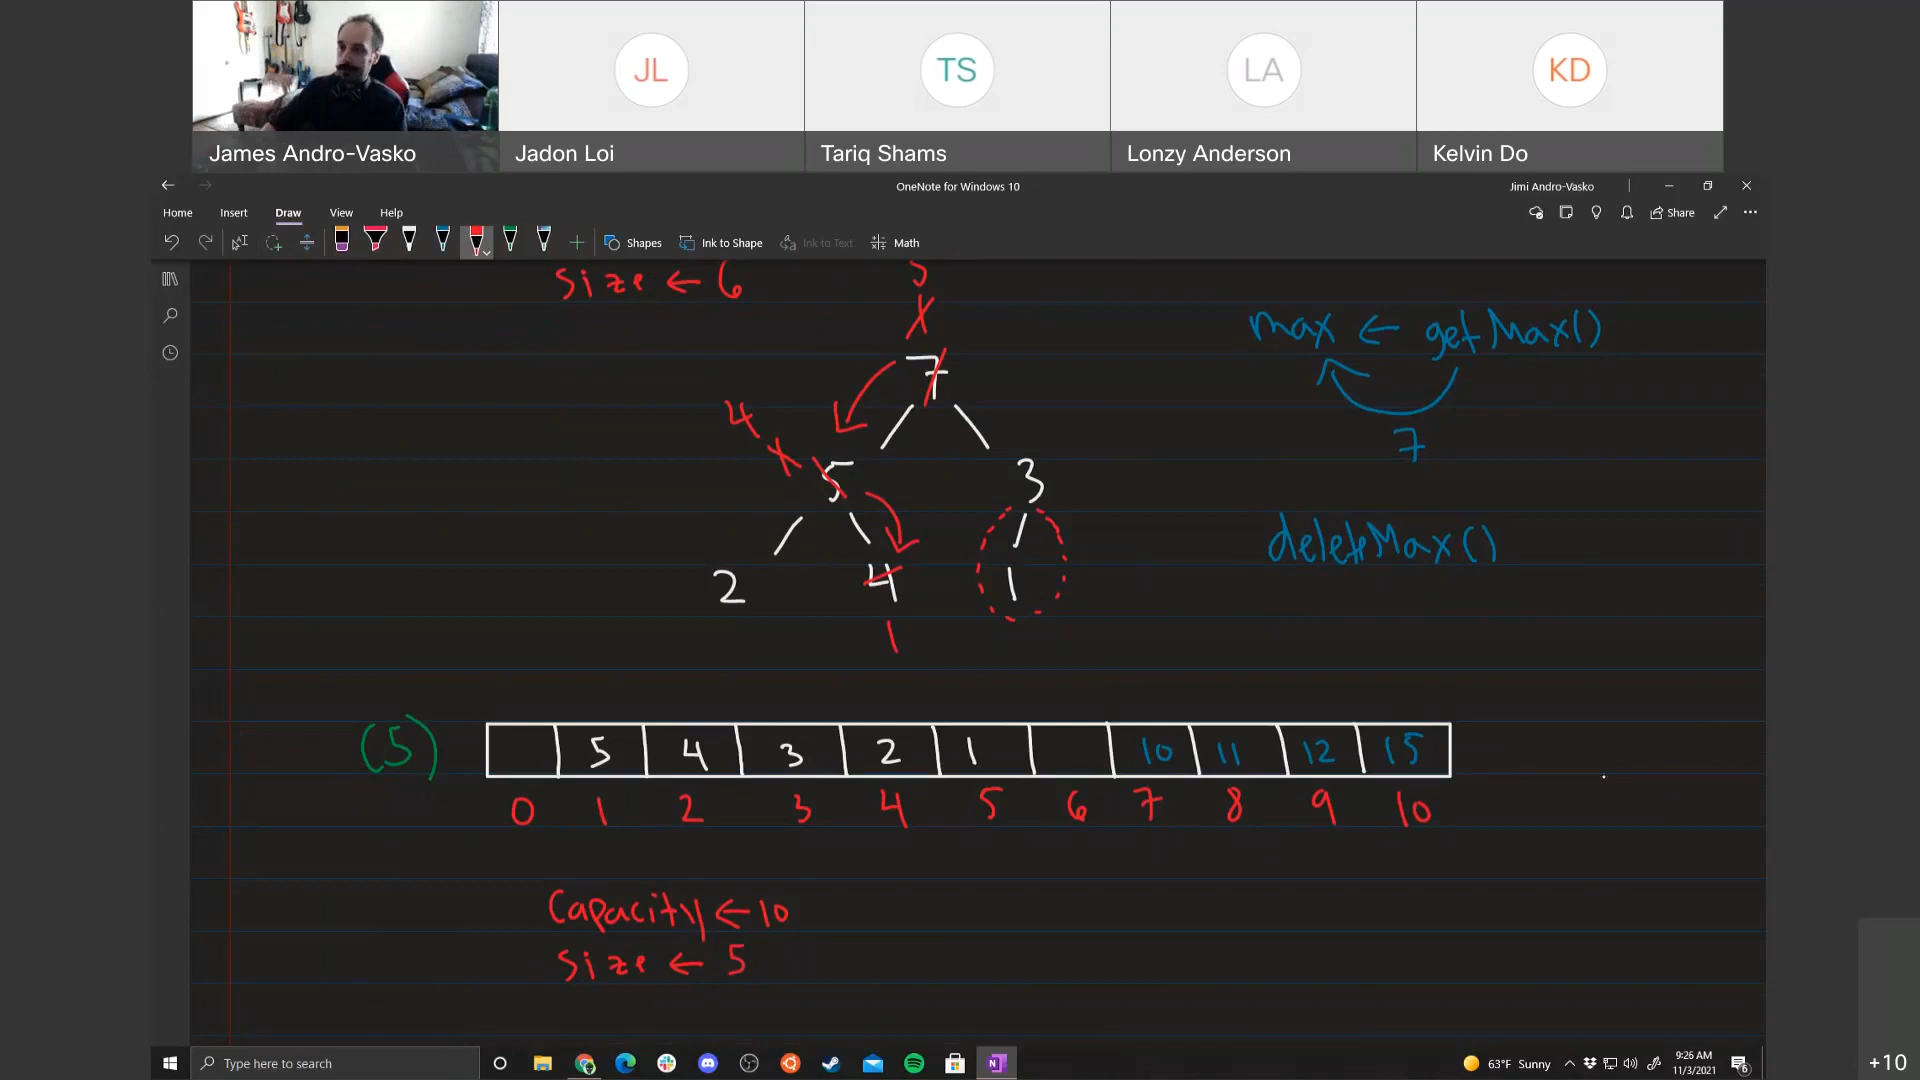 JL
TS
LA
KD
James Andro-Vasko
Jadon Loi
Tariq Shams
Lonzy Anderson
Kelvin Do
OneNote for Windows 10
Jimi Andro-Vasko
Home Insert Draw View Help
Share
Shapes Ink to Shape Ink to Text Math
Size ← 6
5
X
7
max ← getMax()
7
4
X
5
3
deleteMax()
2
4
1
1
(5)
5 4 3 2 1 10 11 12 15
0 1 2 3 4 5 6 7 8 9 10
Capacity ← 10
Size ← 5
Type here to search
63°F Sunny
9:26 AM
11/3/2021
6
+10